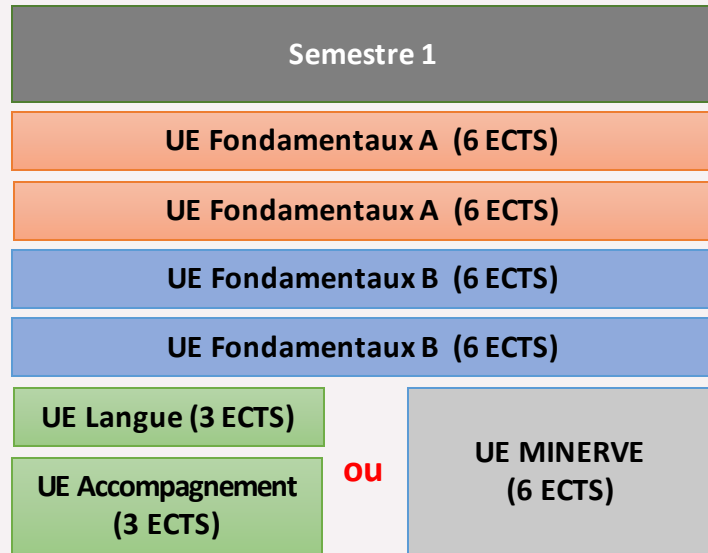 Semestre 1
UE Fondamentaux A (6 ECTS)
UE Fondamentaux A (6 ECTS)
UE Fondamentaux B (6 ECTS)
UE Fondamentaux B (6 ECTS)
UE Langue (3 ECTS)
UE Accompagnement
(3 ECTS)
ou
UE MINERVE
(6 ECTS)